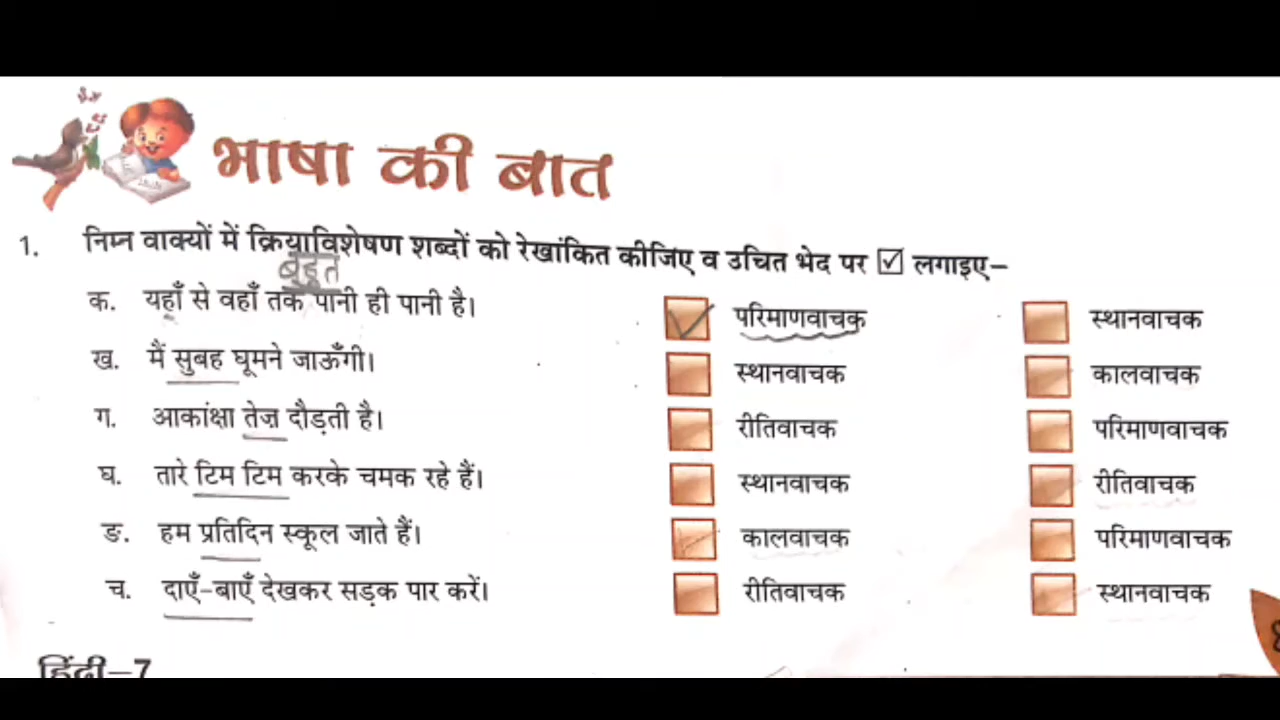 भाषा की बात
1. निम्न वाक्यों में क्रियाविशेषण शब्दों को रेखांकित कीजिए व उचित भेद पर ☑ लगाइए–
बहुत
क. यहाँ से वहाँ तक पानी ही पानी है। परिमाणवाचक स्थानवाचक
ख. मैं सुबह घूमने जाऊँगी। स्थानवाचक कालवाचक
ग. आकांक्षा तेज़ दौड़ती है। रीतिवाचक परिमाणवाचक
घ. तारे टिम टिम करके चमक रहे हैं। स्थानवाचक रीतिवाचक
ङ. हम प्रतिदिन स्कूल जाते हैं। कालवाचक परिमाणवाचक
च. दाएँ-बाएँ देखकर सड़क पार करें। रीतिवाचक स्थानवाचक
हिंदी–7